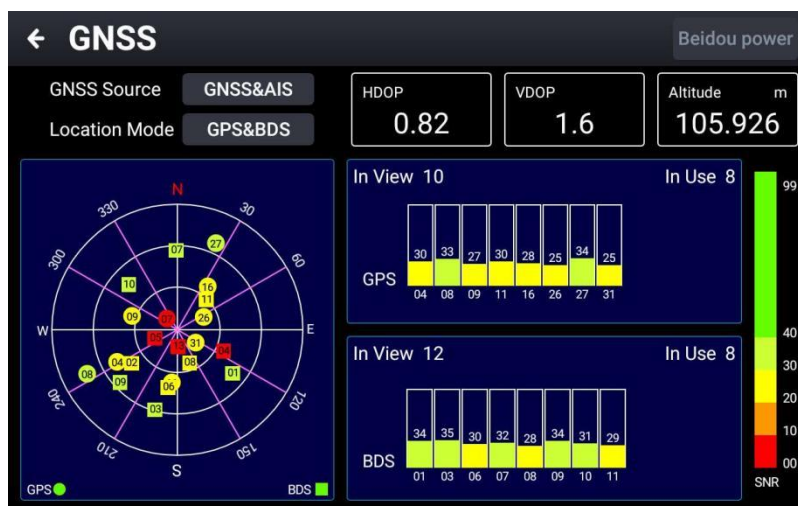 GNSS
Beidou power
GNSS Source GNSS&AIS
Location Mode GPS&BDS
HDOP
0.82
VDOP
1.6
Altitude m
105.926
N
330
30
300
60
W
E
240
120
210
150
S
07
27
10
16
11
09
26
31
04
02
08
01
08
09
06
03
GPS
BDS
In View 10 In Use 8
30 33 27 30 28 25 34 25
GPS
04 08 09 11 16 26 27 31
In View 12 In Use 8
34 35 30 32 28 34 31 29
BDS
01 03 06 07 08 09 10 11
99
40
30
20
10
00
SNR